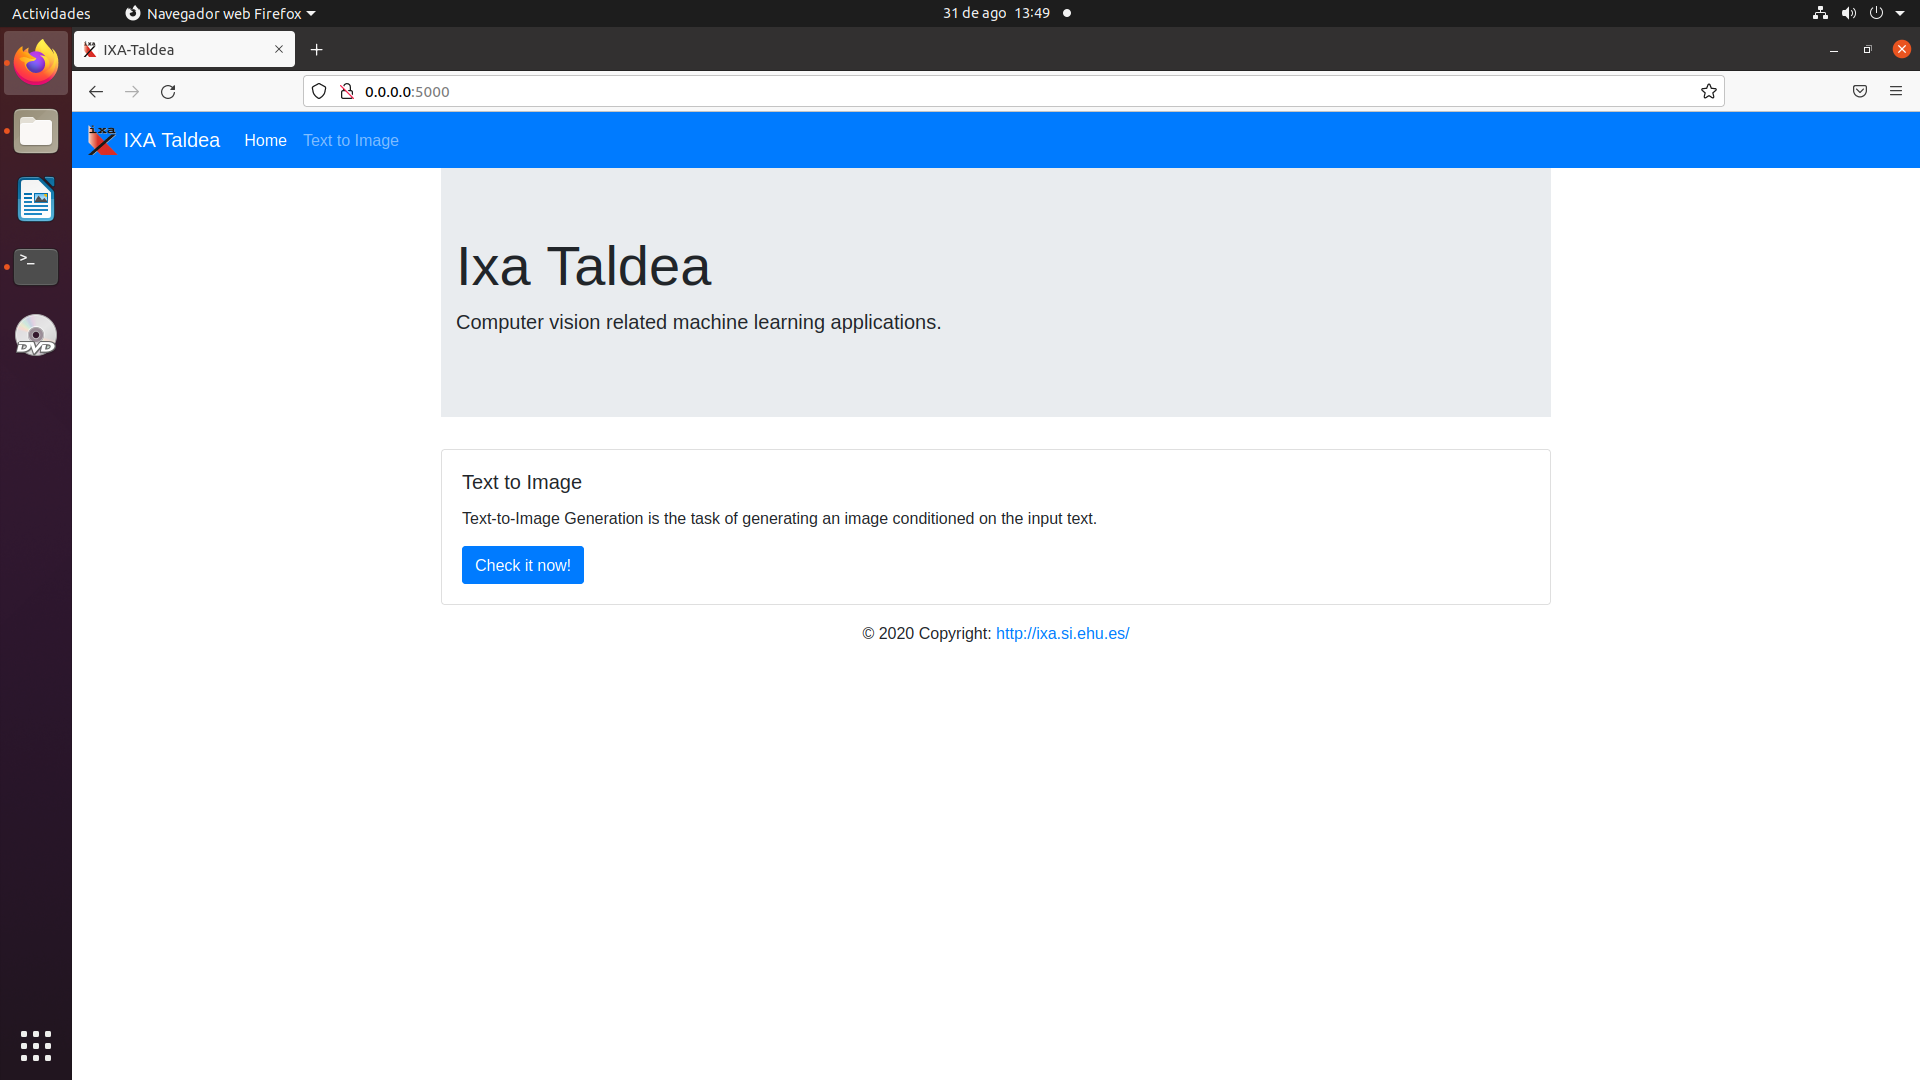 Actividades
Navegador web Firefox
31 de ago 13:49
IXA-Taldea
0.0.0.0:5000
ixa
IXA Taldea
Home
Text to Image
Ixa Taldea
Computer vision related machine learning applications.
Text to Image
Text-to-Image Generation is the task of generating an image conditioned on the input text.
Check it now!
© 2020 Copyright: http://ixa.si.ehu.es/
>_
DVD